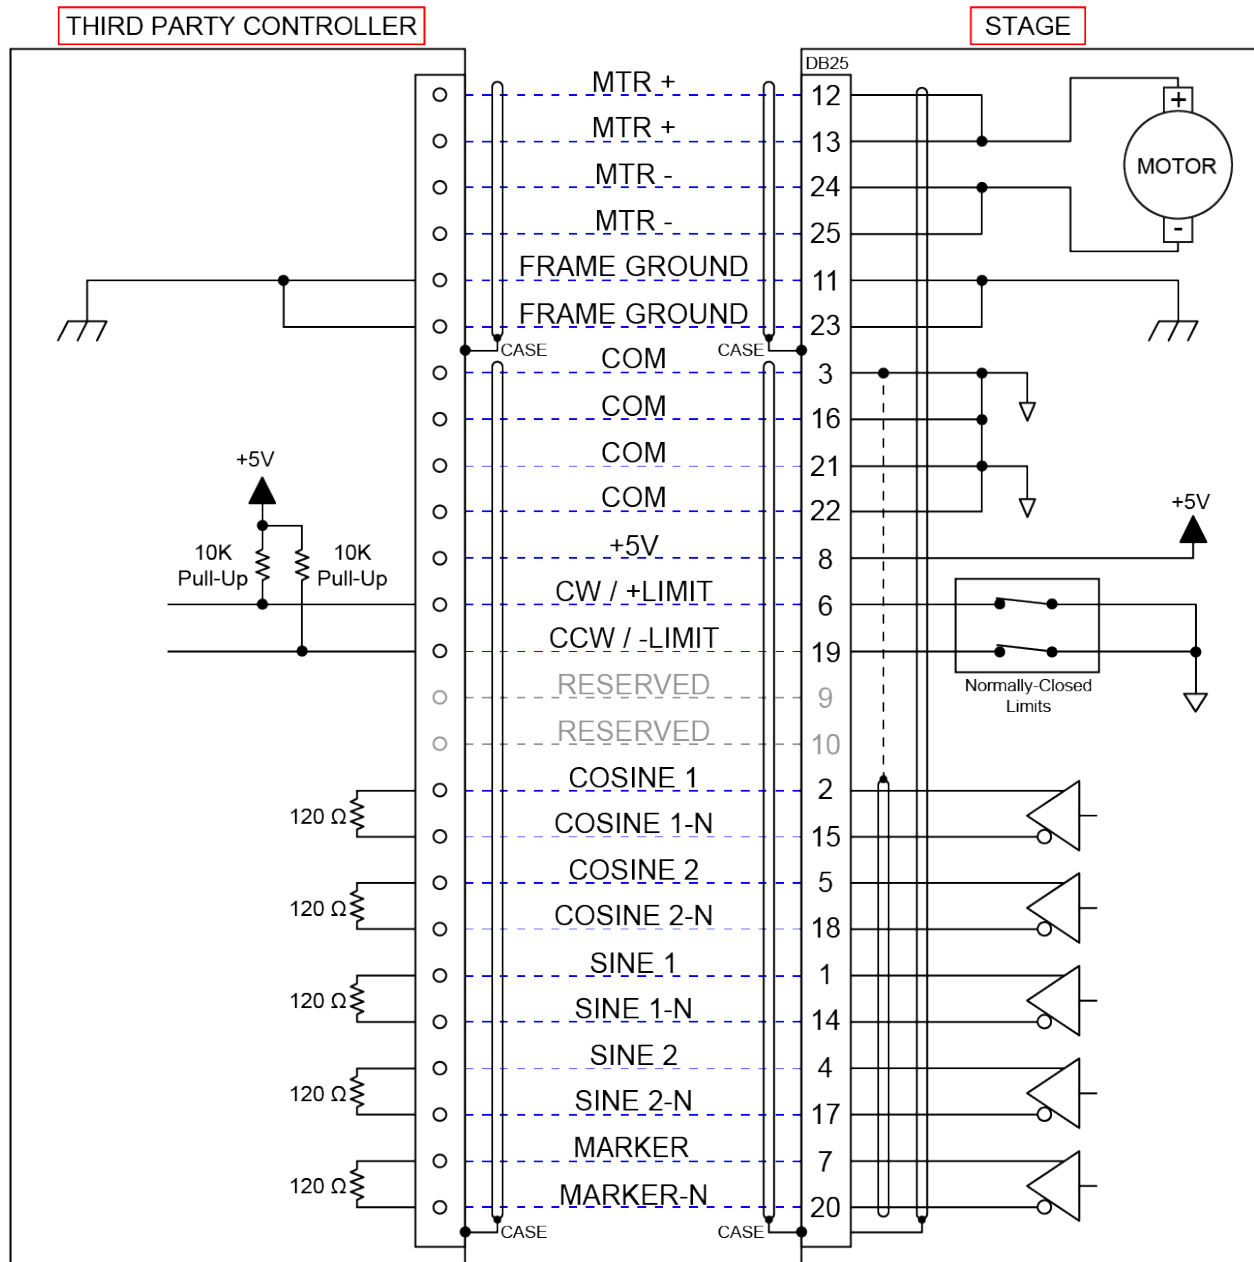 THIRD PARTY CONTROLLER
STAGE
DB25
MTR +
12
MTR +
13
MTR -
24
MTR -
25
+
MOTOR
-
FRAME GROUND
11
FRAME GROUND
23
CASE
CASE
COM
3
COM
16
COM
21
COM
22
+5V
10K
Pull-Up
10K
Pull-Up
+5V
8
+5V
CW / +LIMIT
6
CCW / -LIMIT
19
Normally-Closed
Limits
RESERVED
9
RESERVED
10
COSINE 1
2
120 Ω
COSINE 1-N
15
COSINE 2
5
120 Ω
COSINE 2-N
18
SINE 1
1
120 Ω
SINE 1-N
14
SINE 2
4
120 Ω
SINE 2-N
17
MARKER
7
120 Ω
MARKER-N
20
CASE
CASE